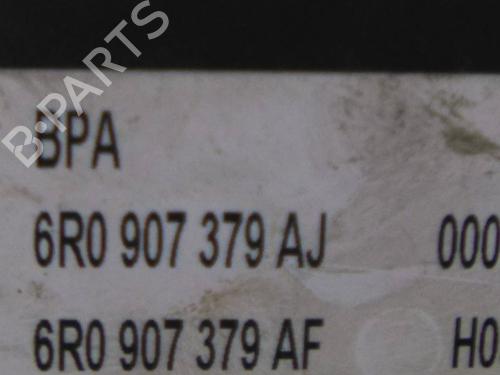 B-PARTS
BPA
6R0 907 379 AJ 000
6R0 907 379 AF H0